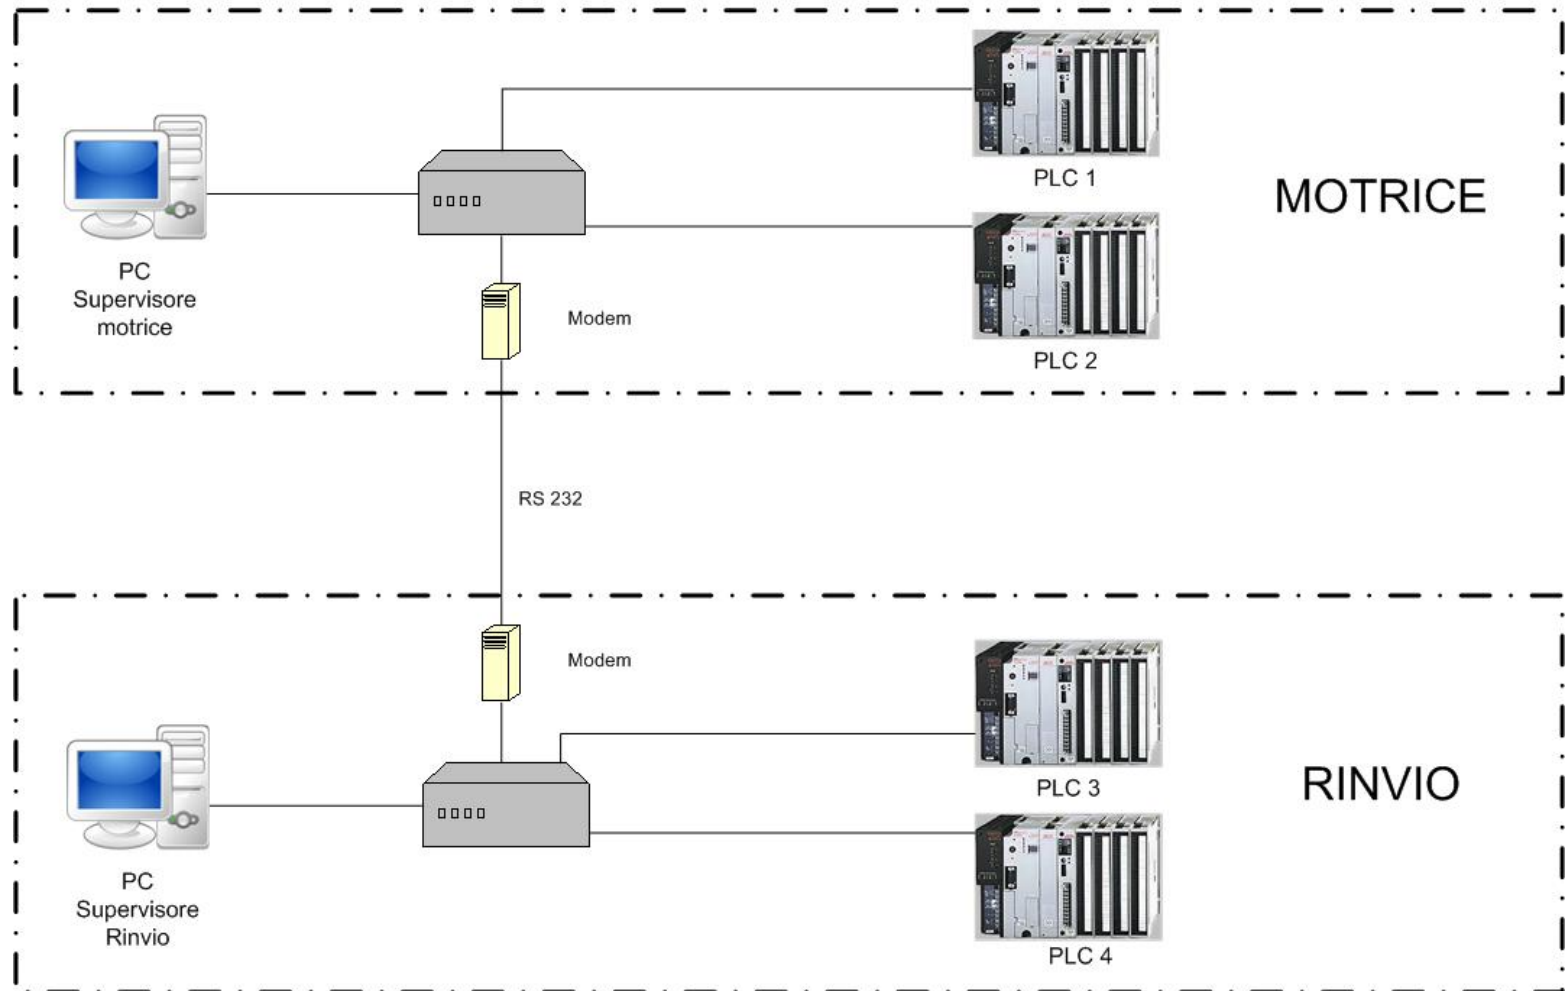 PLC 1
MOTRICE
PC
Supervisore
motrice
Modem
PLC 2
RS 232
Modem
PLC 3
RINVIO
PC
Supervisore
Rinvio
PLC 4